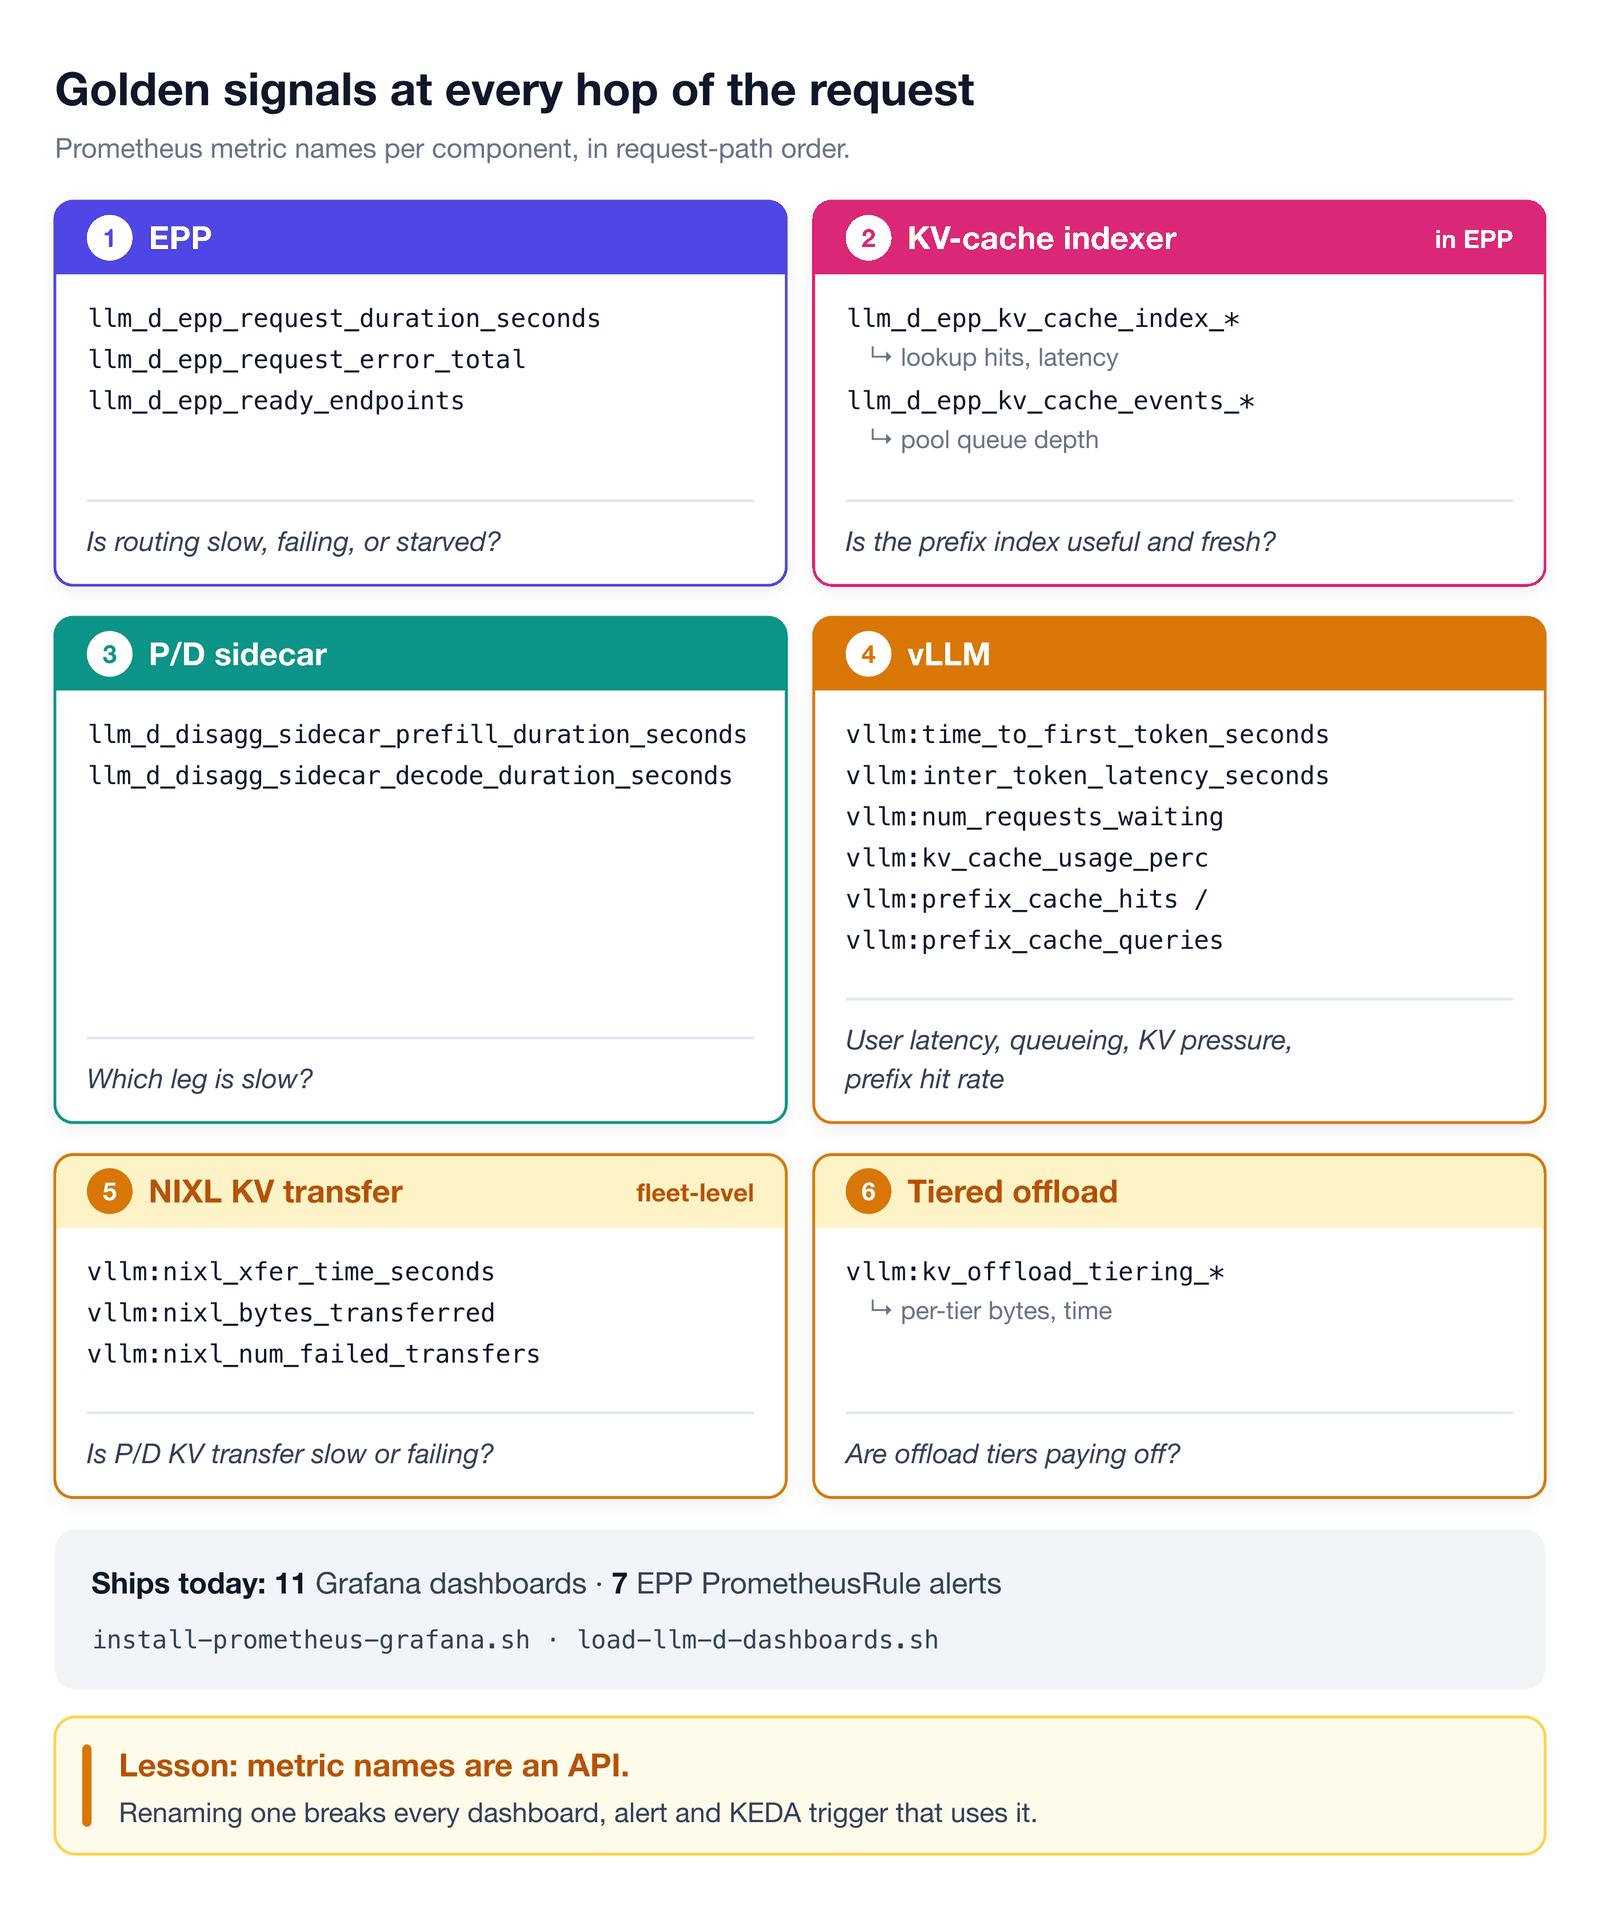 Golden signals at every hop of the request
Prometheus metric names per component, in request-path order.
1 EPP
llm_d_epp_request_duration_seconds
llm_d_epp_request_error_total
llm_d_epp_ready_endpoints
Is routing slow, failing, or starved?
2 KV-cache indexer in EPP
llm_d_epp_kv_cache_index_*
↳ lookup hits, latency
llm_d_epp_kv_cache_events_*
↳ pool queue depth
Is the prefix index useful and fresh?
3 P/D sidecar
llm_d_disagg_sidecar_prefill_duration_seconds
llm_d_disagg_sidecar_decode_duration_seconds
Which leg is slow?
4 vLLM
vllm:time_to_first_token_seconds
vllm:inter_token_latency_seconds
vllm:num_requests_waiting
vllm:kv_cache_usage_perc
vllm:prefix_cache_hits /
vllm:prefix_cache_queries
User latency, queueing, KV pressure,
prefix hit rate
5 NIXL KV transfer fleet-level
vllm:nixl_xfer_time_seconds
vllm:nixl_bytes_transferred
vllm:nixl_num_failed_transfers
Is P/D KV transfer slow or failing?
6 Tiered offload
vllm:kv_offload_tiering_*
↳ per-tier bytes, time
Are offload tiers paying off?
Ships today: 11 Grafana dashboards · 7 EPP PrometheusRule alerts
install-prometheus-grafana.sh · load-llm-d-dashboards.sh
Lesson: metric names are an API.
Renaming one breaks every dashboard, alert and KEDA trigger that uses it.